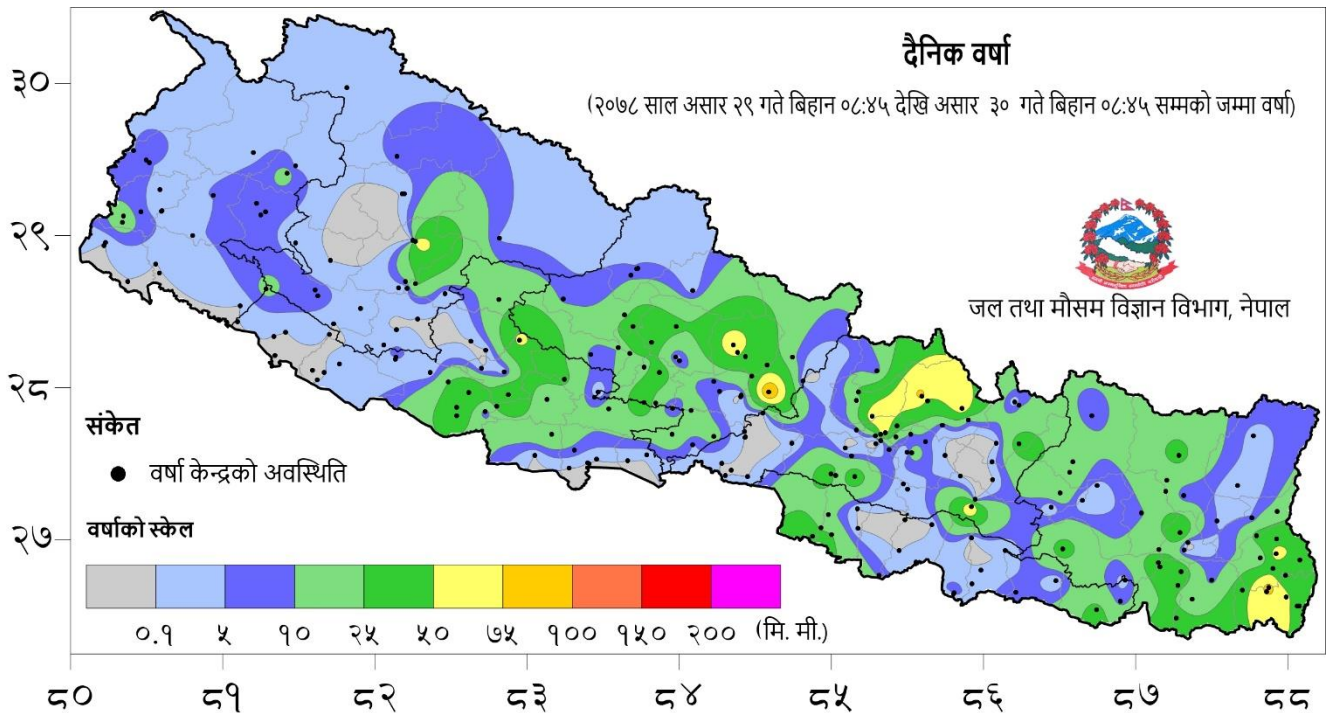 दैनिक वर्षा
(२०७८ साल असार २९ गते बिहान ०८:४५ देखि असार ३० गते बिहान ०८:४५ सम्मको जम्मा वर्षा)
३०
२९
२८
२७
जल तथा मौसम विज्ञान विभाग, नेपाल
संकेत
वर्षा केन्द्रको अवस्थिति
वर्षाको स्केल
०.१ ५ १० २५ ५० ७५ १०० १५० २०० (मि. मी.)
८० ८१ ८२ ८३ ८४ ८५ ८६ ८७ ८८